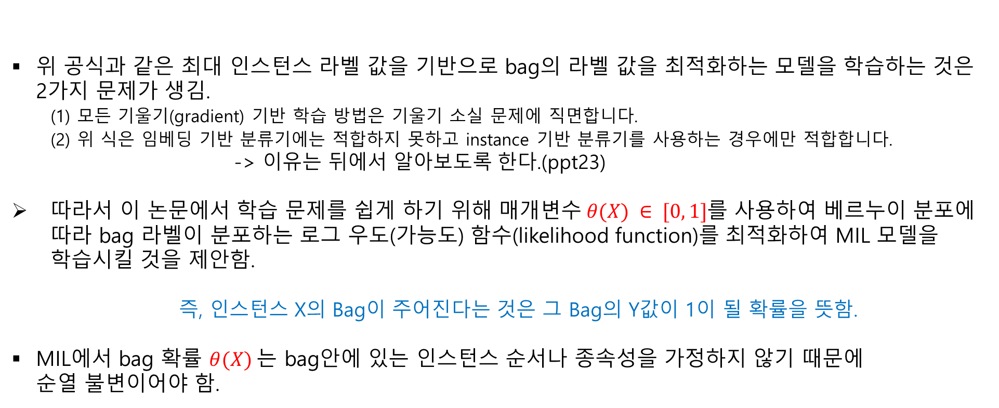 ▪ 위 공식과 같은 최대 인스턴스 라벨 값을 기반으로 bag의 라벨 값을 최적화하는 모델을 학습하는 것은
2가지 문제가 생김.
(1) 모든 기울기(gradient) 기반 학습 방법은 기울기 소실 문제에 직면합니다.
(2) 위 식은 임베딩 기반 분류기에는 적합하지 못하고 instance 기반 분류기를 사용하는 경우에만 적합합니다.
-> 이유는 뒤에서 알아보도록 한다.(ppt23)
➢ 따라서 이 논문에서 학습 문제를 쉽게 하기 위해 매개변수 θ(X) ∈ [0, 1]를 사용하여 베르누이 분포에
따라 bag 라벨이 분포하는 로그 우도(가능도) 함수(likelihood function)를 최적화하여 MIL 모델을
학습시킬 것을 제안함.
즉, 인스턴스 X의 Bag이 주어진다는 것은 그 Bag의 Y값이 1이 될 확률을 뜻함.
▪ MIL에서 bag 확률 θ(X) 는 bag안에 있는 인스턴스 순서나 종속성을 가정하지 않기 때문에
순열 불변이어야 함.